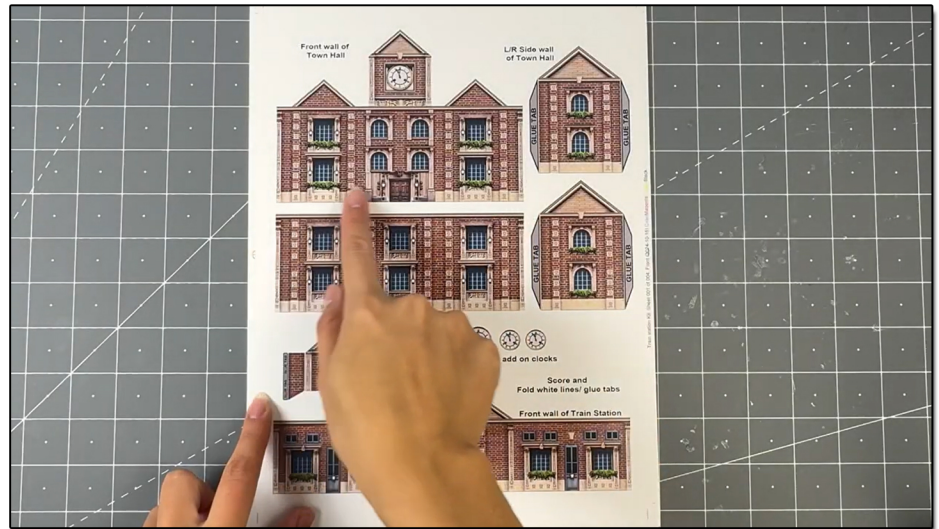 Front wall of
Town Hall
L/R Side wall
of Town Hall
GLUE TAB
GLUE TAB
GLUE TAB
GLUE TAB
add on clocks
Score and
Fold white lines/ glue tabs
Front wall of Train Station